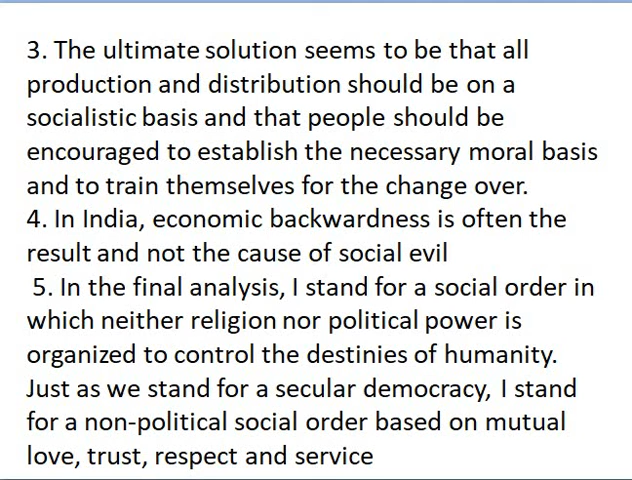 3. The ultimate solution seems to be that all
production and distribution should be on a
socialistic basis and that people should be
encouraged to establish the necessary moral basis
and to train themselves for the change over.
4. In India, economic backwardness is often the
result and not the cause of social evil
5. In the final analysis, I stand for a social order in
which neither religion nor political power is
organized to control the destinies of humanity.
Just as we stand for a secular democracy, I stand
for a non-political social order based on mutual
love, trust, respect and service